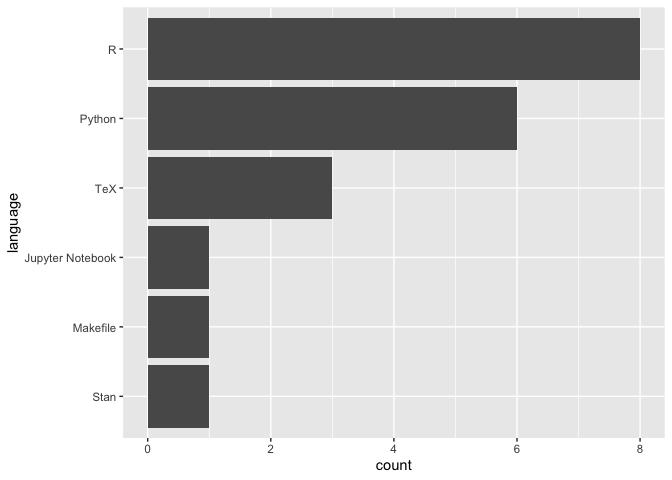 R
Python
TeX
Jupyter Notebook
Makefile
Stan
language
0 2 4 6 8
count